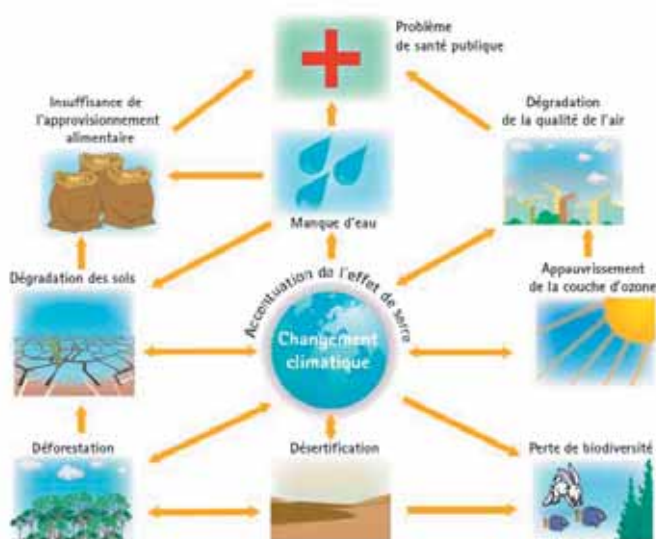 Problème
de santé publique
Insuffisance de
l'approvisionnement
alimentaire
Dégradation
de la qualité de l'air
Manque d'eau
Dégradation des sols
Appauvrissement
de la couche d'ozone
Accentuation de l'effet de serre
Changement
climatique
Déforestation
Désertification
Perte de biodiversité